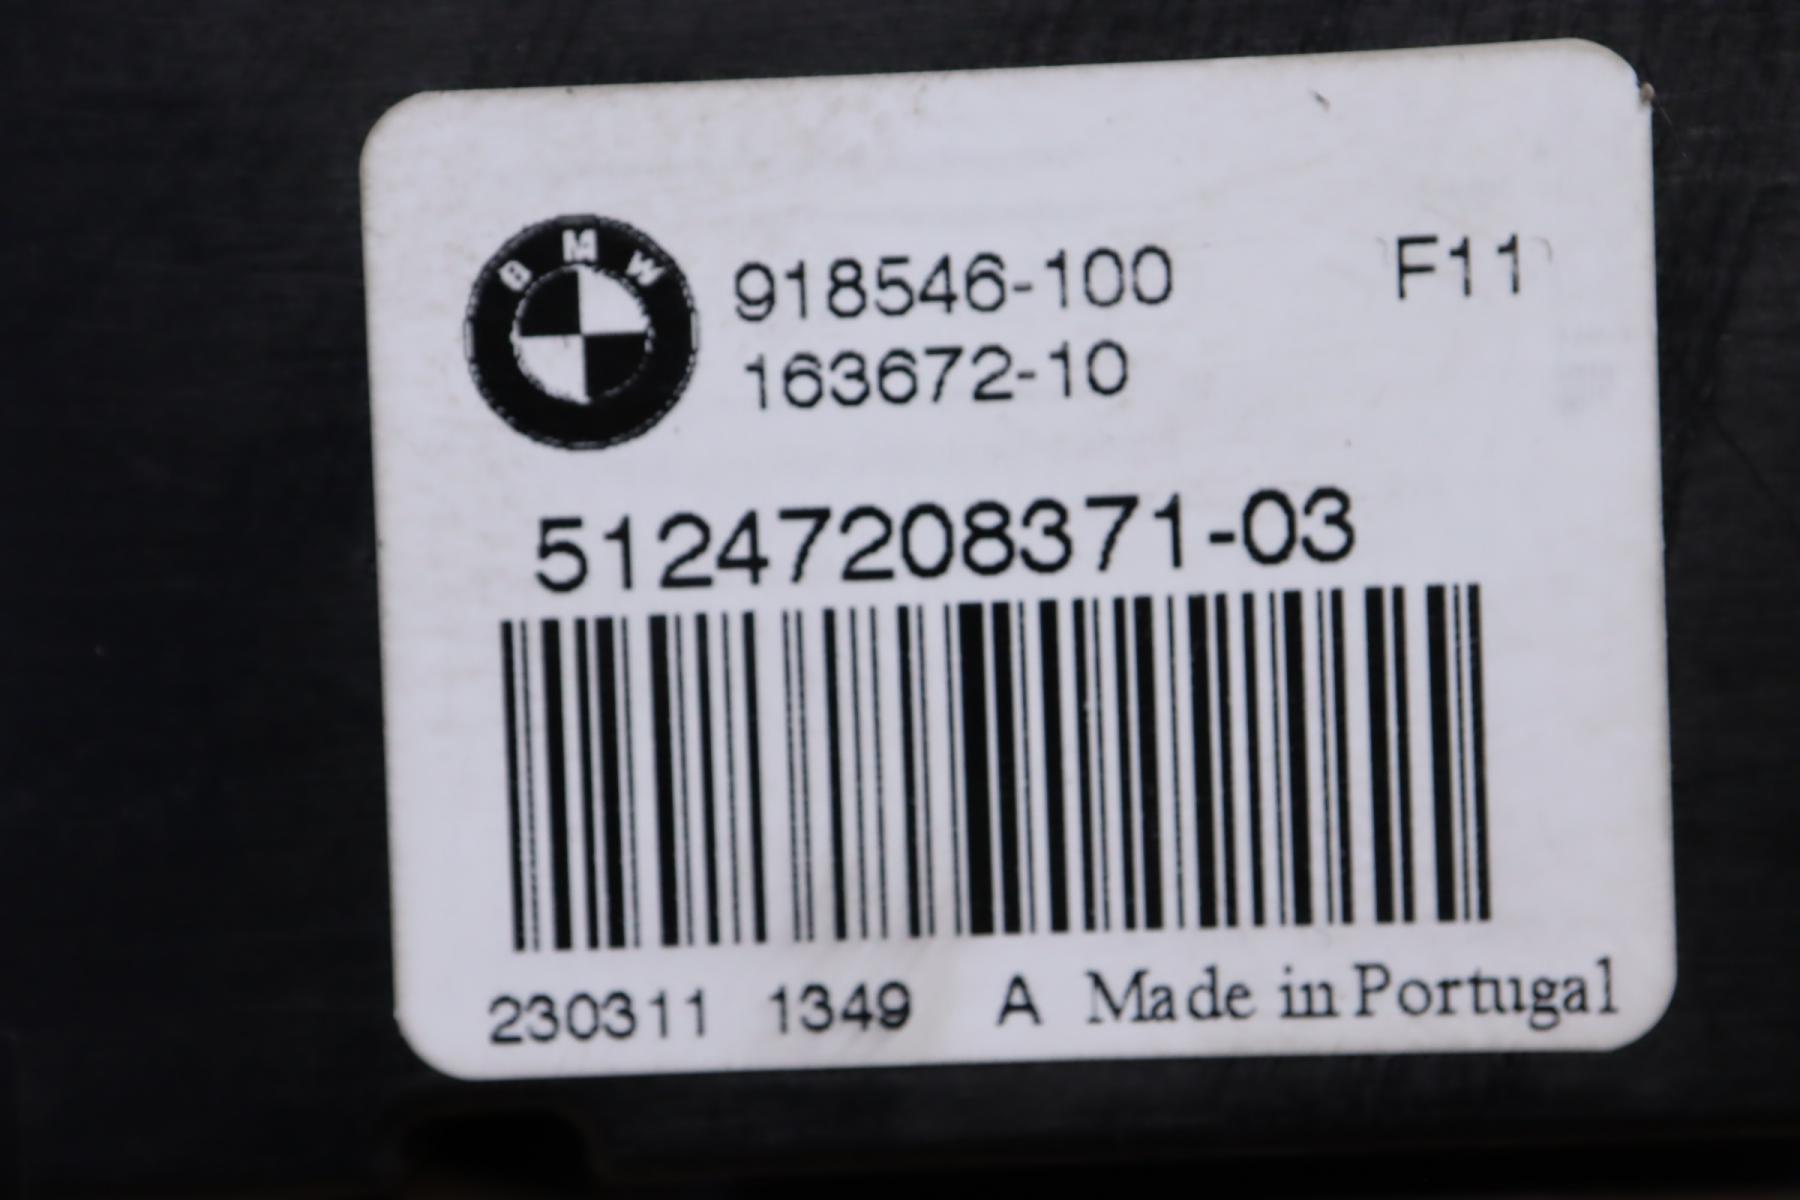 BMW
918546-100 F11
163672-10
51247208371-03
230311 1349 A Made in Portugal